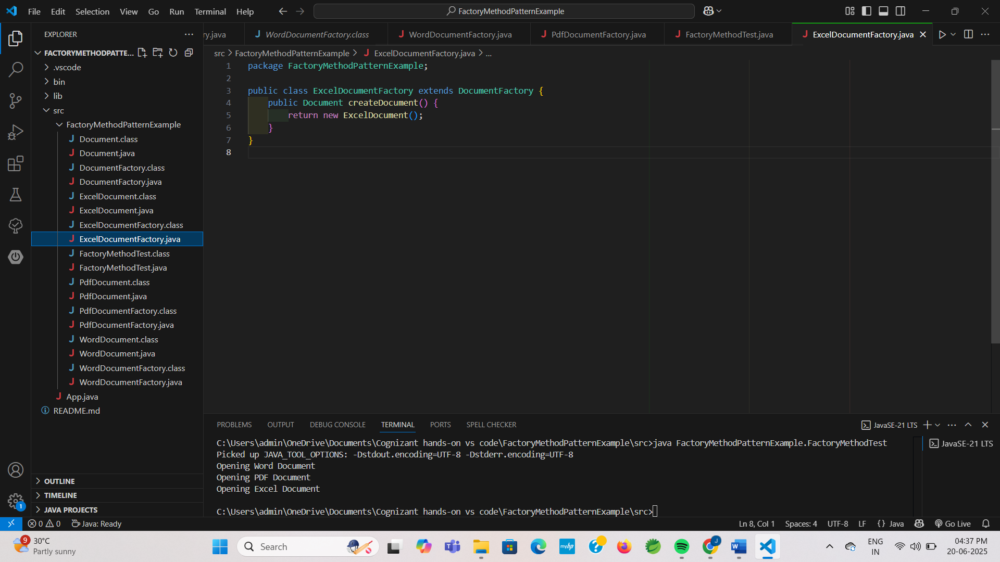 File Edit Selection View Go Run Terminal Help
FactoryMethodPatternExample
EXPLORER
FACTORYMETHODPATTE...
.vscode
bin
lib
src
FactoryMethodPatternExample
Document.class
Document.java
DocumentFactory.class
DocumentFactory.java
ExcelDocument.class
ExcelDocument.java
ExcelDocumentFactory.class
ExcelDocumentFactory.java
FactoryMethodTest.class
FactoryMethodTest.java
PdfDocument.class
PdfDocument.java
PdfDocumentFactory.class
PdfDocumentFactory.java
WordDocument.class
WordDocument.java
WordDocumentFactory.class
WordDocumentFactory.java
App.java
README.md
OUTLINE
TIMELINE
JAVA PROJECTS
ry.java WordDocumentFactory.class WordDocumentFactory.java PdfDocumentFactory.java FactoryMethodTest.java ExcelDocumentFactory.java
src > FactoryMethodPatternExample > ExcelDocumentFactory.java > ...
1 package FactoryMethodPatternExample;
2
3 public class ExcelDocumentFactory extends DocumentFactory {
4 public Document createDocument() {
5 return new ExcelDocument();
6 }
7 }
8
PROBLEMS OUTPUT DEBUG CONSOLE TERMINAL PORTS SPELL CHECKER
JavaSE-21 LTS
C:\Users\admin\OneDrive\Documents\Cognizant hands-on vs code\FactoryMethodPatternExample\src>java FactoryMethodPatternExample.FactoryMethodTest
Picked up JAVA_TOOL_OPTIONS: -Dstdout.encoding=UTF-8 -Dstderr.encoding=UTF-8
Opening Word Document
Opening PDF Document
Opening Excel Document
C:\Users\admin\OneDrive\Documents\Cognizant hands-on vs code\FactoryMethodPatternExample\src>
JavaSE-21 LTS
1
0 0 Java: Ready
Ln 8, Col 1 Spaces: 4 UTF-8 LF {} Java Go Live
9
30°C
Partly sunny
Search
myhp
J
ENG
IN
04:37 PM
20-06-2025